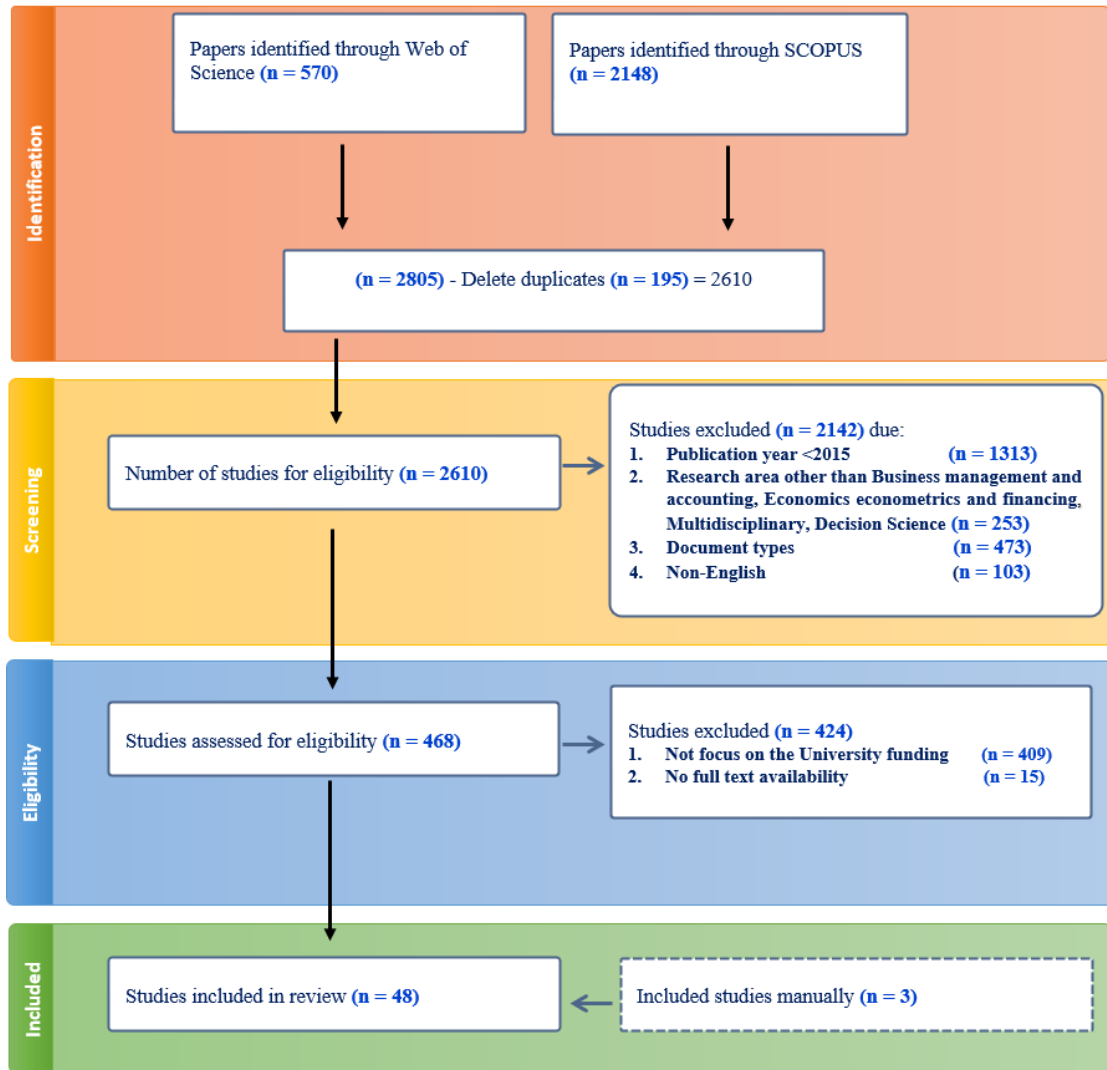 Identification
Papers identified through Web of
Science (n = 570)
Papers identified through SCOPUS
(n = 2148)
(n = 2805) - Delete duplicates (n = 195) = 2610
Screening
Number of studies for eligibility (n = 2610)
Studies excluded (n = 2142) due:
1. Publication year <2015 (n = 1313)
2. Research area other than Business management and
accounting, Economics econometrics and financing,
Multidisciplinary, Decision Science (n = 253)
3. Document types (n = 473)
4. Non-English (n = 103)
Eligibility
Studies assessed for eligibility (n = 468)
Studies excluded (n = 424)
1. Not focus on the University funding (n = 409)
2. No full text availability (n = 15)
Included
Studies included in review (n = 48)
Included studies manually (n = 3)